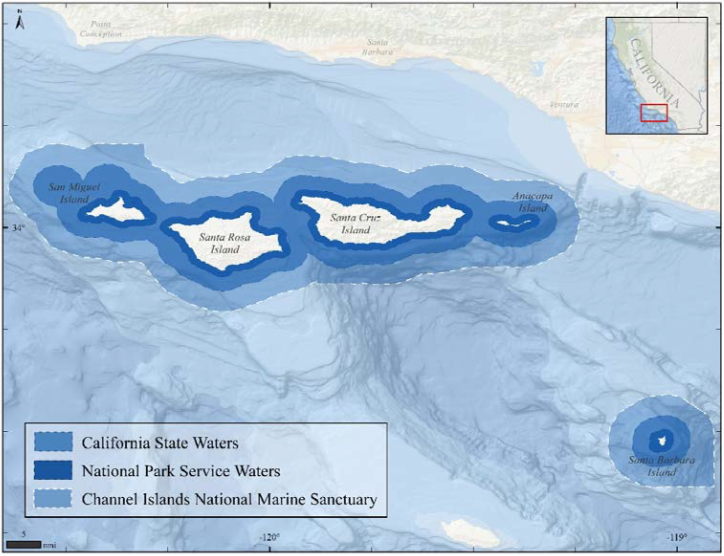 N
Point
Conception
Santa
Barbara
Ventura
CALIFORNIA
San Miguel
Island
Santa Rosa
Island
Santa Cruz
Island
Anacapa
Island
34°
Santa Barbara
Island
California State Waters
National Park Service Waters
Channel Islands National Marine Sanctuary
5
nmi
-120°
-119°